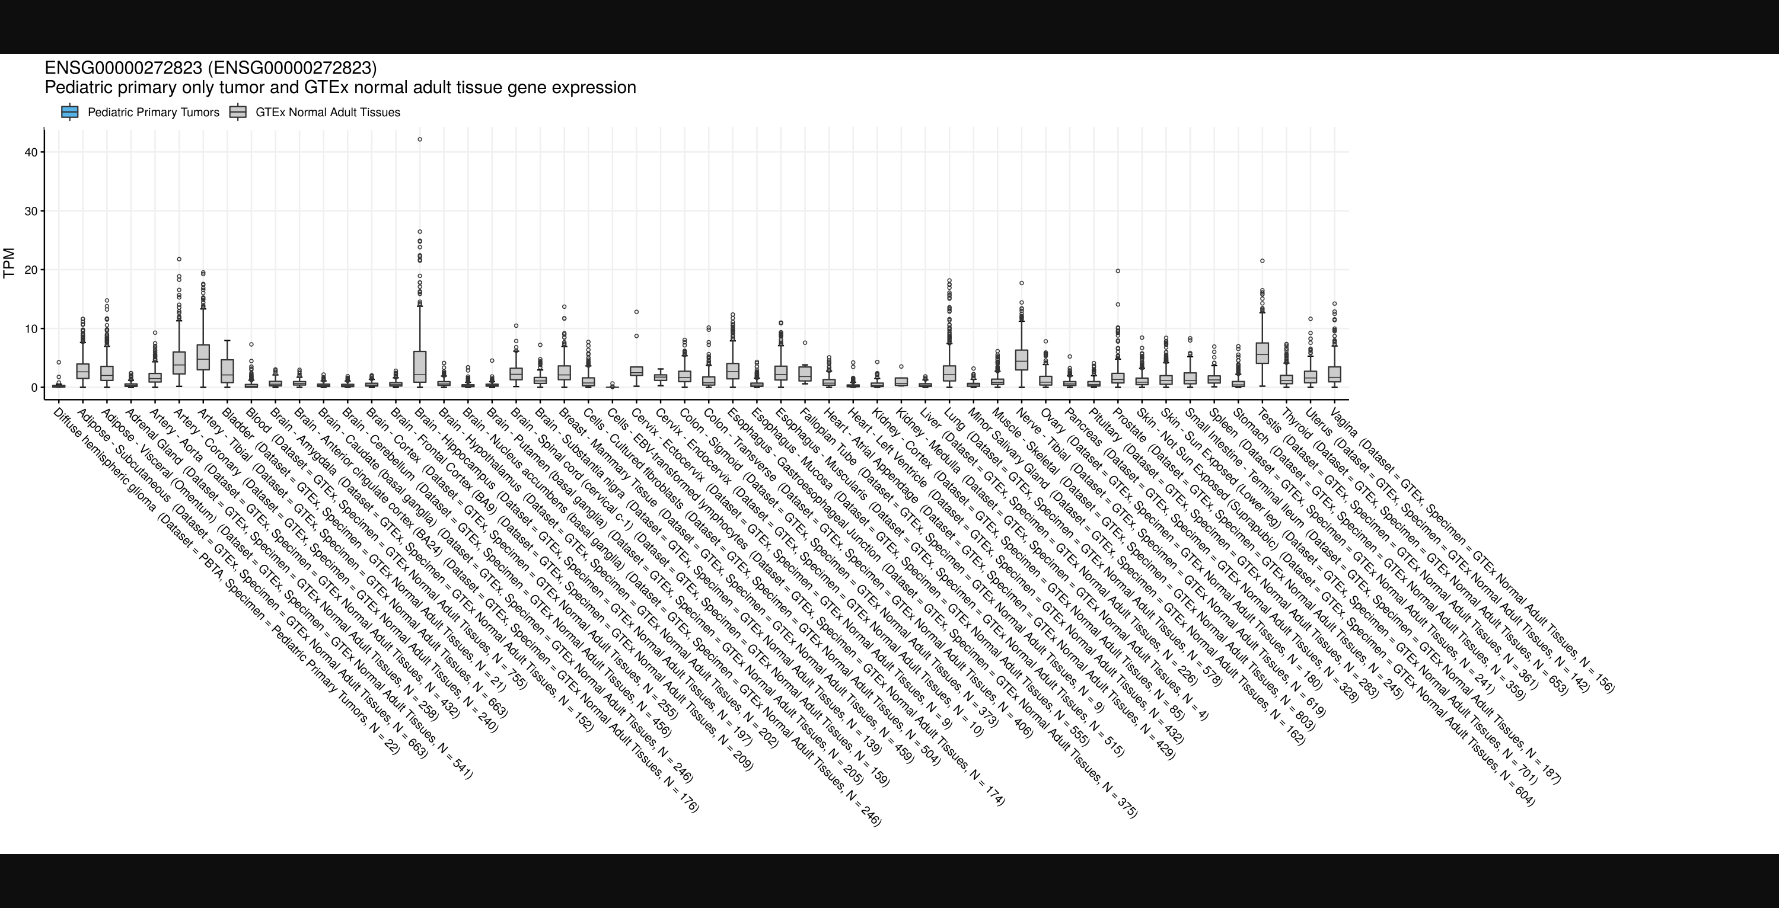 ENSG00000272823 (ENSG00000272823)
Pediatric primary only tumor and GTEx normal adult tissue gene expression
Pediatric Primary Tumors
GTEx Normal Adult Tissues
TPM
40
30
20
10
0
Diffuse hemispheric glioma (Dataset = PBTA, Specimen = Pediatric Primary Tumors, N = 22)
Adipose - Subcutaneous (Dataset = GTEx, Specimen = GTEx Normal Adult Tissues, N = 663)
Adipose - Visceral (Omentum) (Dataset = GTEx, Specimen = GTEx Normal Adult Tissues, N = 541)
Adrenal Gland (Dataset = GTEx, Specimen = GTEx Normal Adult Tissues, N = 258)
Artery - Aorta (Dataset = GTEx, Specimen = GTEx Normal Adult Tissues, N = 432)
Artery - Coronary (Dataset = GTEx, Specimen = GTEx Normal Adult Tissues, N = 240)
Artery - Tibial (Dataset = GTEx, Specimen = GTEx Normal Adult Tissues, N = 663)
Bladder (Dataset = GTEx, Specimen = GTEx Normal Adult Tissues, N = 21)
Blood (Dataset = GTEx, Specimen = GTEx Normal Adult Tissues, N = 755)
Brain - Amygdala (Dataset = GTEx, Specimen = GTEx Normal Adult Tissues, N = 152)
Brain - Anterior cingulate cortex (BA24) (Dataset = GTEx, Specimen = GTEx Normal Adult Tissues, N = 176)
Brain - Caudate (basal ganglia) (Dataset = GTEx, Specimen = GTEx Normal Adult Tissues, N = 246)
Brain - Cerebellum (Dataset = GTEx, Specimen = GTEx Normal Adult Tissues, N = 456)
Brain - Cortex (Dataset = GTEx, Specimen = GTEx Normal Adult Tissues, N = 255)
Brain - Frontal Cortex (BA9) (Dataset = GTEx, Specimen = GTEx Normal Adult Tissues, N = 209)
Brain - Hippocampus (Dataset = GTEx, Specimen = GTEx Normal Adult Tissues, N = 197)
Brain - Hypothalamus (Dataset = GTEx, Specimen = GTEx Normal Adult Tissues, N = 202)
Brain - Nucleus accumbens (basal ganglia) (Dataset = GTEx, Specimen = GTEx Normal Adult Tissues, N = 246)
Brain - Putamen (basal ganglia) (Dataset = GTEx, Specimen = GTEx Normal Adult Tissues, N = 205)
Brain - Spinal cord (cervical c-1) (Dataset = GTEx, Specimen = GTEx Normal Adult Tissues, N = 159)
Brain - Substantia nigra (Dataset = GTEx, Specimen = GTEx Normal Adult Tissues, N = 139)
Breast - Mammary Tissue (Dataset = GTEx, Specimen = GTEx Normal Adult Tissues, N = 459)
Cells - Cultured fibroblasts (Dataset = GTEx, Specimen = GTEx Normal Adult Tissues, N = 504)
Cells - EBV-transformed lymphocytes (Dataset = GTEx, Specimen = GTEx Normal Adult Tissues, N = 174)
Cervix - Ectocervix (Dataset = GTEx, Specimen = GTEx Normal Adult Tissues, N = 9)
Cervix - Endocervix (Dataset = GTEx, Specimen = GTEx Normal Adult Tissues, N = 10)
Colon - Sigmoid (Dataset = GTEx, Specimen = GTEx Normal Adult Tissues, N = 373)
Colon - Transverse (Dataset = GTEx, Specimen = GTEx Normal Adult Tissues, N = 406)
Esophagus - Gastroesophageal Junction (Dataset = GTEx, Specimen = GTEx Normal Adult Tissues, N = 375)
Esophagus - Mucosa (Dataset = GTEx, Specimen = GTEx Normal Adult Tissues, N = 555)
Esophagus - Muscularis (Dataset = GTEx, Specimen = GTEx Normal Adult Tissues, N = 515)
Fallopian Tube (Dataset = GTEx, Specimen = GTEx Normal Adult Tissues, N = 9)
Heart - Atrial Appendage (Dataset = GTEx, Specimen = GTEx Normal Adult Tissues, N = 429)
Heart - Left Ventricle (Dataset = GTEx, Specimen = GTEx Normal Adult Tissues, N = 432)
Kidney - Cortex (Dataset = GTEx, Specimen = GTEx Normal Adult Tissues, N = 85)
Kidney - Medulla (Dataset = GTEx, Specimen = GTEx Normal Adult Tissues, N = 4)
Liver (Dataset = GTEx, Specimen = GTEx Normal Adult Tissues, N = 226)
Lung (Dataset = GTEx, Specimen = GTEx Normal Adult Tissues, N = 578)
Minor Salivary Gland (Dataset = GTEx, Specimen = GTEx Normal Adult Tissues, N = 162)
Muscle - Skeletal (Dataset = GTEx, Specimen = GTEx Normal Adult Tissues, N = 803)
Nerve - Tibial (Dataset = GTEx, Specimen = GTEx Normal Adult Tissues, N = 619)
Ovary (Dataset = GTEx, Specimen = GTEx Normal Adult Tissues, N = 180)
Pancreas (Dataset = GTEx, Specimen = GTEx Normal Adult Tissues, N = 328)
Pituitary (Dataset = GTEx, Specimen = GTEx Normal Adult Tissues, N = 283)
Prostate (Dataset = GTEx, Specimen = GTEx Normal Adult Tissues, N = 245)
Skin - Not Sun Exposed (Suprapubic) (Dataset = GTEx, Specimen = GTEx Normal Adult Tissues, N = 604)
Skin - Sun Exposed (Lower leg) (Dataset = GTEx, Specimen = GTEx Normal Adult Tissues, N = 701)
Small Intestine - Terminal Ileum (Dataset = GTEx, Specimen = GTEx Normal Adult Tissues, N = 187)
Spleen (Dataset = GTEx, Specimen = GTEx Normal Adult Tissues, N = 241)
Stomach (Dataset = GTEx, Specimen = GTEx Normal Adult Tissues, N = 359)
Testis (Dataset = GTEx, Specimen = GTEx Normal Adult Tissues, N = 361)
Thyroid (Dataset = GTEx, Specimen = GTEx Normal Adult Tissues, N = 653)
Uterus (Dataset = GTEx, Specimen = GTEx Normal Adult Tissues, N = 142)
Vagina (Dataset = GTEx, Specimen = GTEx Normal Adult Tissues, N = 156)